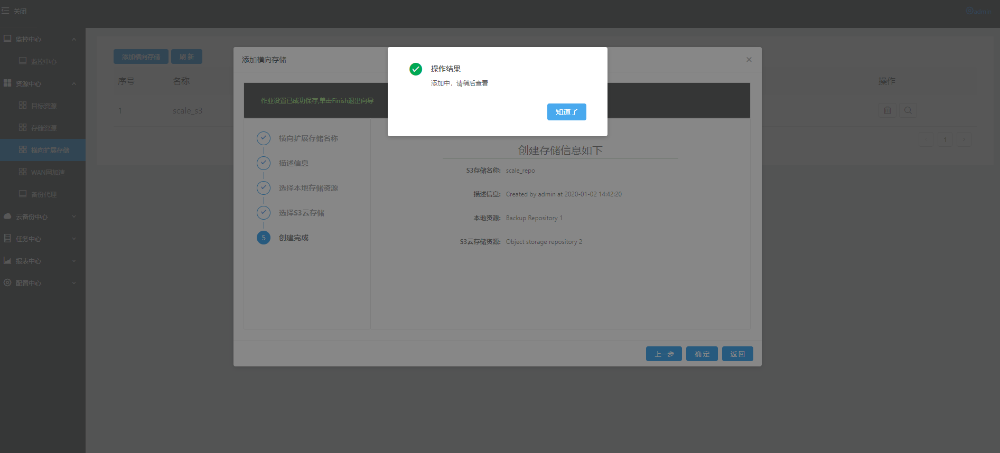 关闭
admin
监控中心
监控中心
资源中心
目标资源
存储资源
横向扩展存储
WAN网加速
备份代理
云备份中心
任务中心
报表中心
配置中心
添加横向存储
刷 新
序号
名称
操作
1
scale_s3
1
添加横向存储
作业设置已成功保存,单击Finish退出向导
横向扩展存储名称
描述信息
选择本地存储资源
选择S3云存储
5
创建完成
创建存储信息如下
S3存储名称: scale_repo
描述信息: Created by admin at 2020-01-02 14:42:20
本地资源: Backup Repository 1
S3云存储资源: Object storage repository 2
上一步
确 定
返 回
操作结果
添加中，请稍后查看
知道了